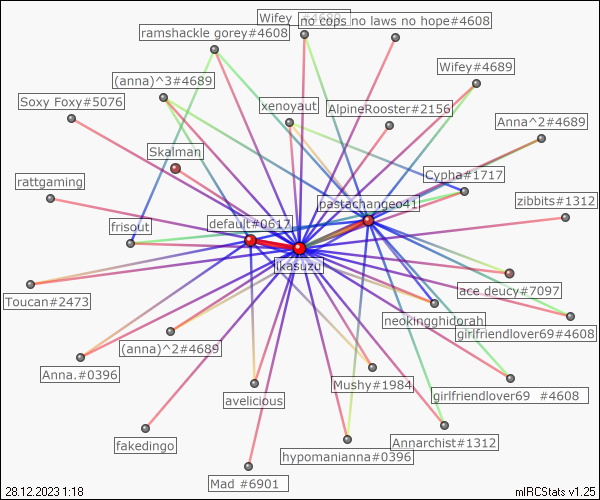 Wifey #4689
no cops no laws no hope#4608
ramshackle gorey#4608
Wifey#4689
(anna)^3#4689
Soxy Foxy#5076
xenoyaut
AlpineRooster#2156
Anna^2#4689
Skalman
Cypha#1717
rattgaming
pastachangeo41
zibbits#1312
frisout
default#0617
ikasuzu
Toucan#2473
ace deucy#7097
neokingghidorah
girlfriendlover69#4608
(anna)^2#4689
Anna.#0396
Mushy#1984
avelicious
girlfriendlover69 #4608
fakedingo
Annarchist#1312
hypomanianna#0396
Mad #6901
28.12.2023 1:18
mIRCStats v1.25